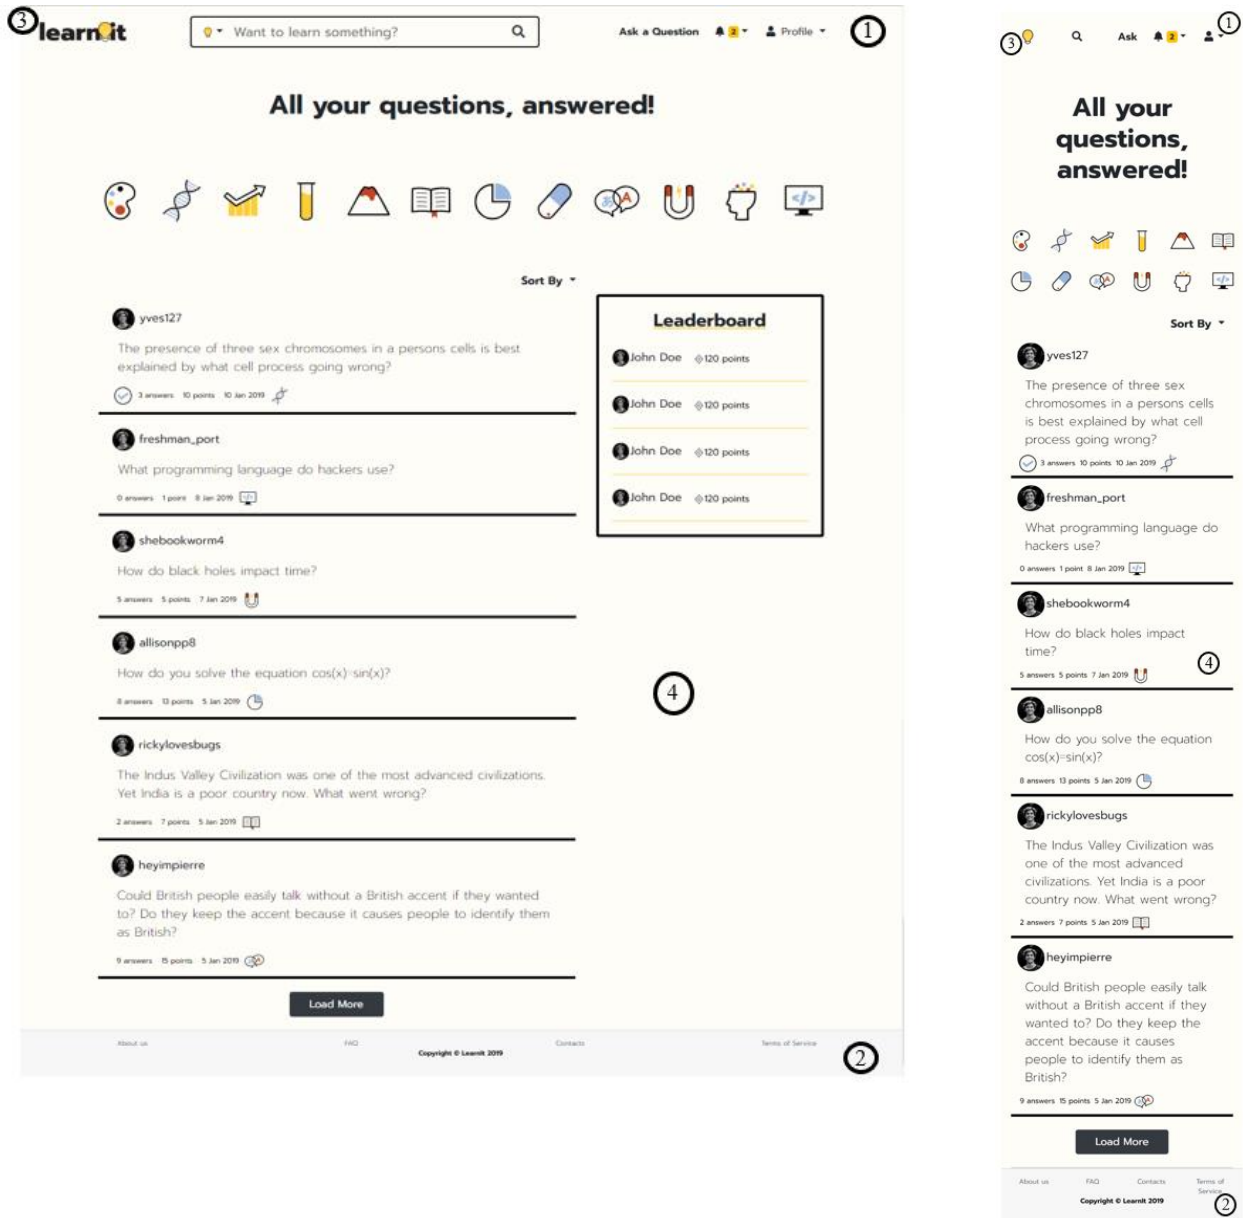 3
learn it
Want to learn something?
Ask a Question
2
Profile
1
All your questions, answered!
Sort By
yves127
The presence of three sex chromosomes in a persons cells is best
explained by what cell process going wrong?
3 answers 10 points 10 Jan 2019
freshman_port
What programming language do hackers use?
0 answers 1 point 8 Jan 2019
shebookworm4
How do black holes impact time?
5 answers 5 points 7 Jan 2019
allisonpp8
How do you solve the equation cos(x)=sin(x)?
8 answers 13 points 5 Jan 2019
rickylovesbugs
The Indus Valley Civilization was one of the most advanced civilizations.
Yet India is a poor country now. What went wrong?
2 answers 7 points 5 Jan 2019
heyimpierre
Could British people easily talk without a British accent if they wanted
to? Do they keep the accent because it causes people to identify them
as British?
9 answers 15 points 5 Jan 2019
Load More
Leaderboard
John Doe 120 points
John Doe 120 points
John Doe 120 points
John Doe 120 points
4
About us FAQ Contacts Terms of Service
Copyright © LearnIt 2019
2
3
Ask
2
1
All your
questions,
answered!
Sort By
yves127
The presence of three sex
chromosomes in a persons cells
is best explained by what cell
process going wrong?
3 answers 10 points 10 Jan 2019
freshman_port
What programming language do
hackers use?
0 answers 1 point 8 Jan 2019
shebookworm4
How do black holes impact
time?
4
5 answers 5 points 7 Jan 2019
allisonpp8
How do you solve the equation
cos(x)=sin(x)?
8 answers 13 points 5 Jan 2019
rickylovesbugs
The Indus Valley Civilization was
one of the most advanced
civilizations. Yet India is a poor
country now. What went wrong?
2 answers 7 points 5 Jan 2019
heyimpierre
Could British people easily talk
without a British accent if they
wanted to? Do they keep the
accent because it causes
people to identify them as
British?
9 answers 15 points 5 Jan 2019
Load More
About us FAQ Contacts Terms of
Service
Copyright © LearnIt 2019
2